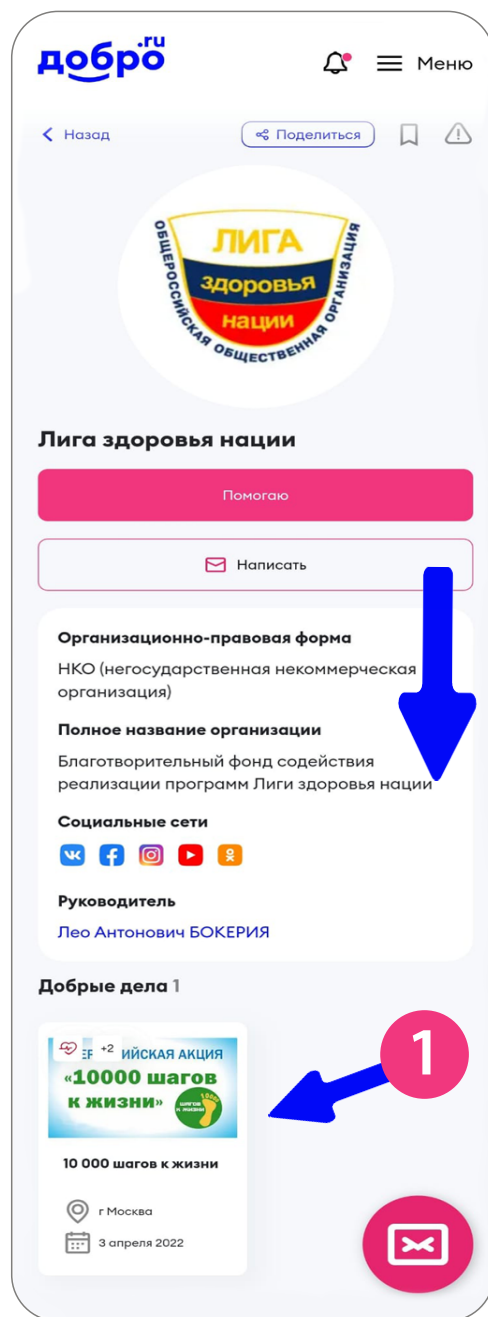 добро.ru
Меню
Назад
Поделиться
ОБЩЕРОССИЙСКАЯ ОБЩЕСТВЕННАЯ ОРГАНИЗАЦИЯ
ЛИГА
здоровья
нации
Лига здоровья нации
Помогаю
Написать
Организационно-правовая форма
НКО (негосударственная некоммерческая
организация)
Полное название организации
Благотворительный фонд содействия
реализации программ Лиги здоровья нации
Социальные сети
Руководитель
Лео Антонович БОКЕРИЯ
Добрые дела 1
+2 ИЙСКАЯ АКЦИЯ
«10000 шагов
к жизни»
1
10 000 шагов к жизни
г Москва
3 апреля 2022